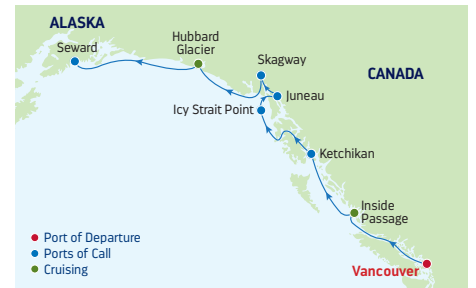 ALASKA
Hubbard
Glacier
Seward
Skagway
CANADA
Juneau
Icy Strait Point
Ketchikan
Inside
Passage
Port of Departure
Ports of Call
Cruising
Vancouver